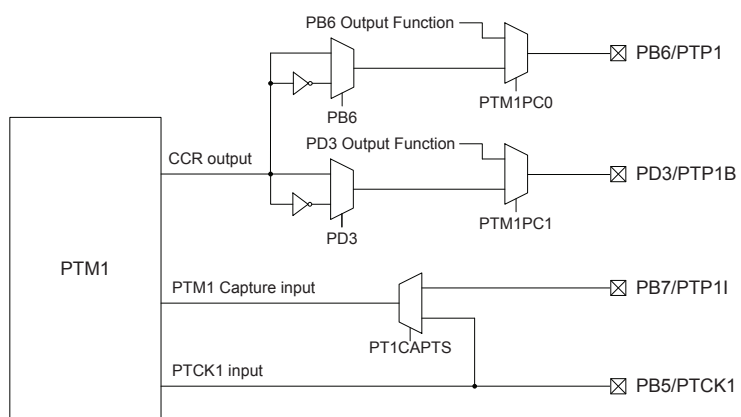 PB6 Output Function
PB6/PTP1
PB6
PTM1PC0
CCR output
PD3 Output Function
PD3/PTP1B
PD3
PTM1PC1
PTM1
PTM1 Capture input
PB7/PTP1I
PT1CAPTS
PTCK1 input
PB5/PTCK1